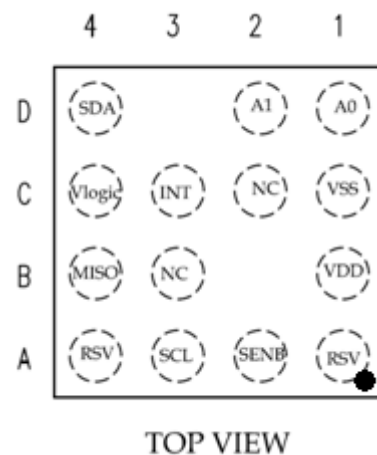 4 3 2 1
D SDA A1 A0
C Vlogic INT NC VSS
B MISO NC VDD
A RSV SCL SENB RSV
TOP VIEW